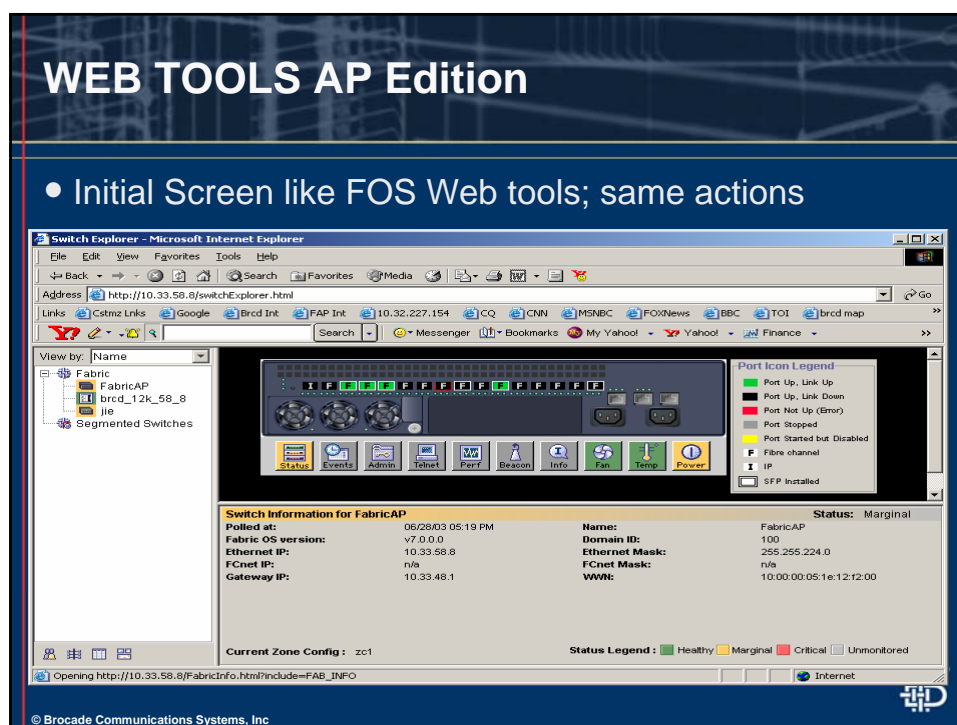 WEB TOOLS AP Edition
• Initial Screen like FOS Web tools; same actions
Switch Explorer - Microsoft Internet Explorer
File Edit View Favorites Tools Help
Back Search Favorites Media
Address http://10.33.58.8/switchExplorer.html Go
Links Cstmz Lnks Google Brcd Int FAP Int 10.32.227.154 CQ CNN MSNBC FOXNews BBC TOI brcd map »
Y! Search Messenger Bookmarks My Yahoo! Yahoo! Finance »
View by: Name
Fabric
FabricAP
brcd_12k_58_8
jie
Segmented Switches
I F F F F F F F F F F F F F F F
Status Events Admin Telnet Perf Beacon Info Fan Temp Power
Port Icon Legend
Port Up, Link Up
Port Up, Link Down
Port Not Up (Error)
Port Stopped
Port Started but Disabled
F Fibre channel
I IP
SFP Installed
Switch Information for FabricAP Status: Marginal
Polled at: 06/28/03 05:19 PM Name: FabricAP
Fabric OS version: v7.0.0.0 Domain ID: 100
Ethernet IP: 10.33.58.8 Ethernet Mask: 255.255.224.0
FCnet IP: n/a FCnet Mask: n/a
Gateway IP: 10.33.48.1 WWN: 10:00:00:05:1e:12:f2:00
Current Zone Config : zc1 Status Legend : Healthy Marginal Critical Unmonitored
Opening http://10.33.58.8/FabricInfo.html?include=FAB_INFO Internet
© Brocade Communications Systems, Inc